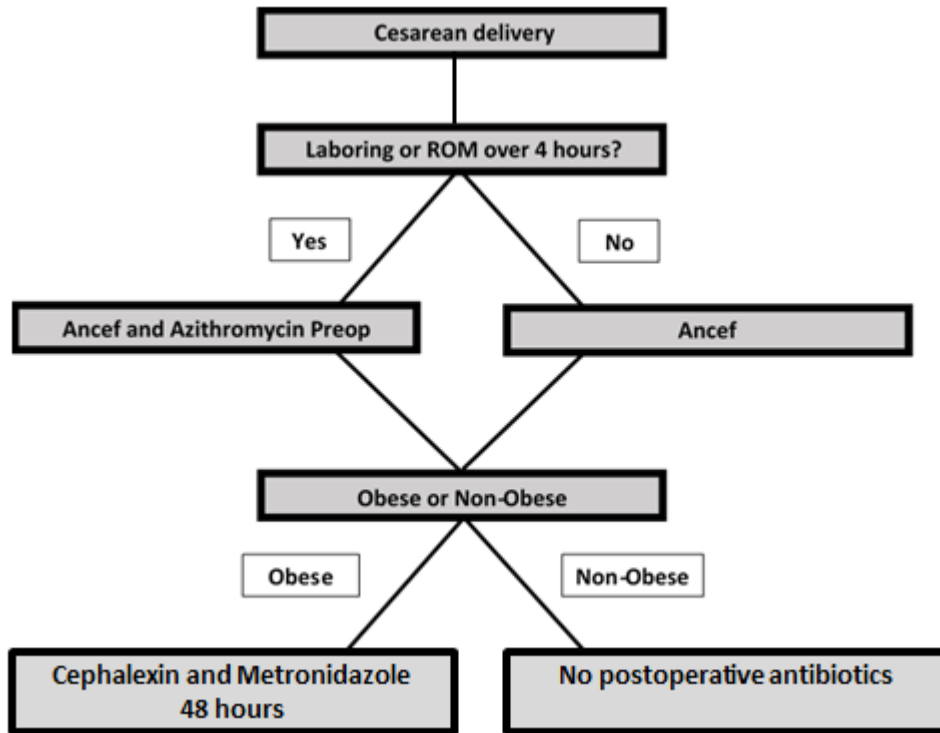 Cesarean delivery
Laboring or ROM over 4 hours?
Yes
No
Ancef and Azithromycin Preop
Ancef
Obese or Non-Obese
Obese
Non-Obese
Cephalexin and Metronidazole
48 hours
No postoperative antibiotics